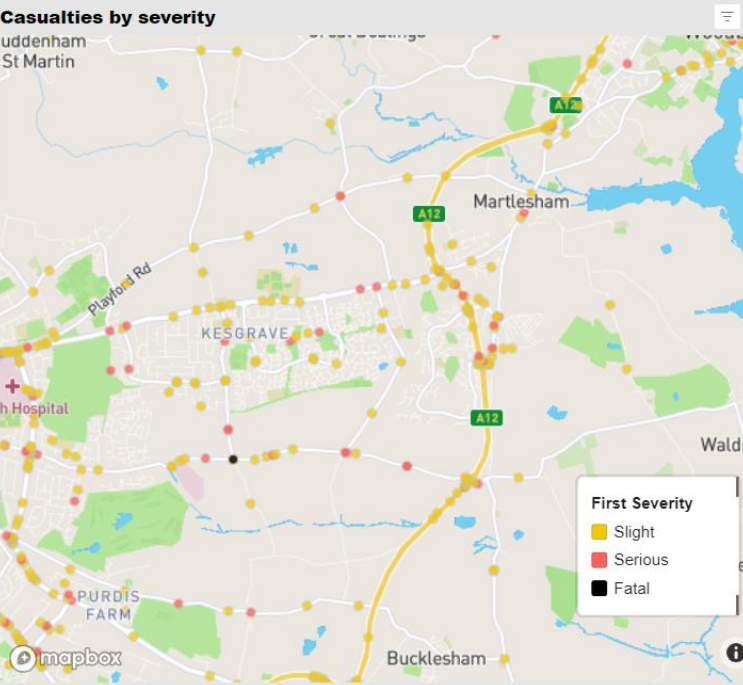 Casualties by severity
uddenham
St Martin
A12
Martlesham
A12
Playford Rd
KESGRAVE
h Hospital
A12
Wald
First Severity
Slight
Serious
Fatal
PURDIS
FARM
Bucklesham
mapbox